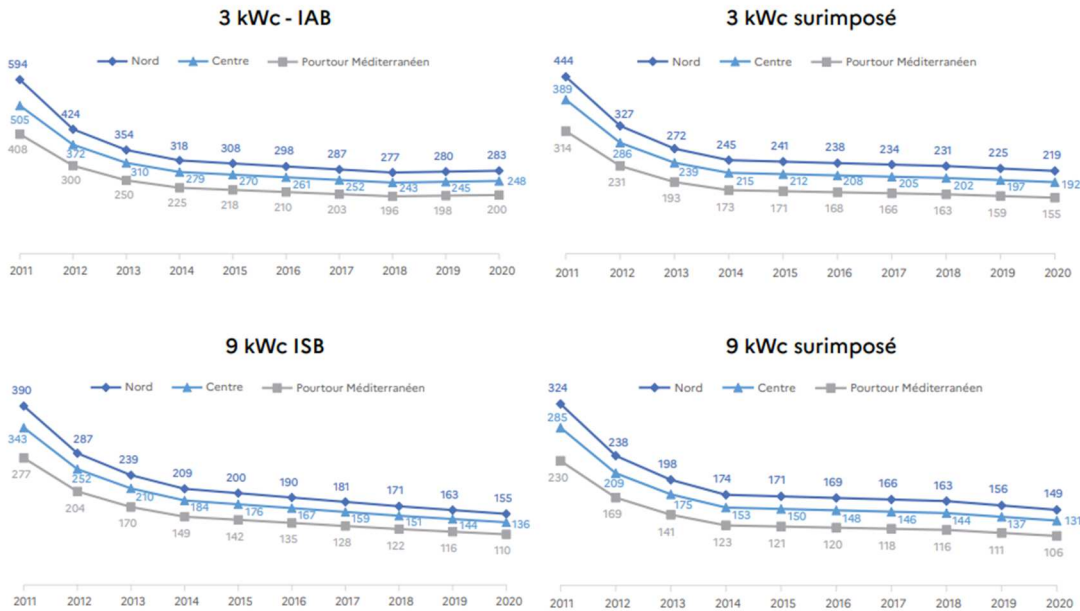 3 kWc - IAB
Nord Centre Pourtour Méditerranéen
594 424 354 318 308 298 287 277 280 283
505 372 310 279 270 261 252 243 245 248
408 300 250 225 218 210 203 196 198 200
2011 2012 2013 2014 2015 2016 2017 2018 2019 2020
3 kWc surimposé
Nord Centre Pourtour Méditerranéen
444 327 272 245 241 238 234 231 225 219
389 286 239 215 212 208 205 202 197 192
314 231 193 173 171 168 166 163 159 155
2011 2012 2013 2014 2015 2016 2017 2018 2019 2020
9 kWc ISB
Nord Centre Pourtour Méditerranéen
390 287 239 209 200 190 181 171 163 155
343 252 210 184 176 167 159 151 144 136
277 204 170 149 142 135 128 122 116 110
2011 2012 2013 2014 2015 2016 2017 2018 2019 2020
9 kWc surimposé
Nord Centre Pourtour Méditerranéen
324 238 198 174 171 169 166 163 156 149
285 209 175 153 150 148 146 144 137 131
230 169 141 123 121 120 118 116 111 106
2011 2012 2013 2014 2015 2016 2017 2018 2019 2020